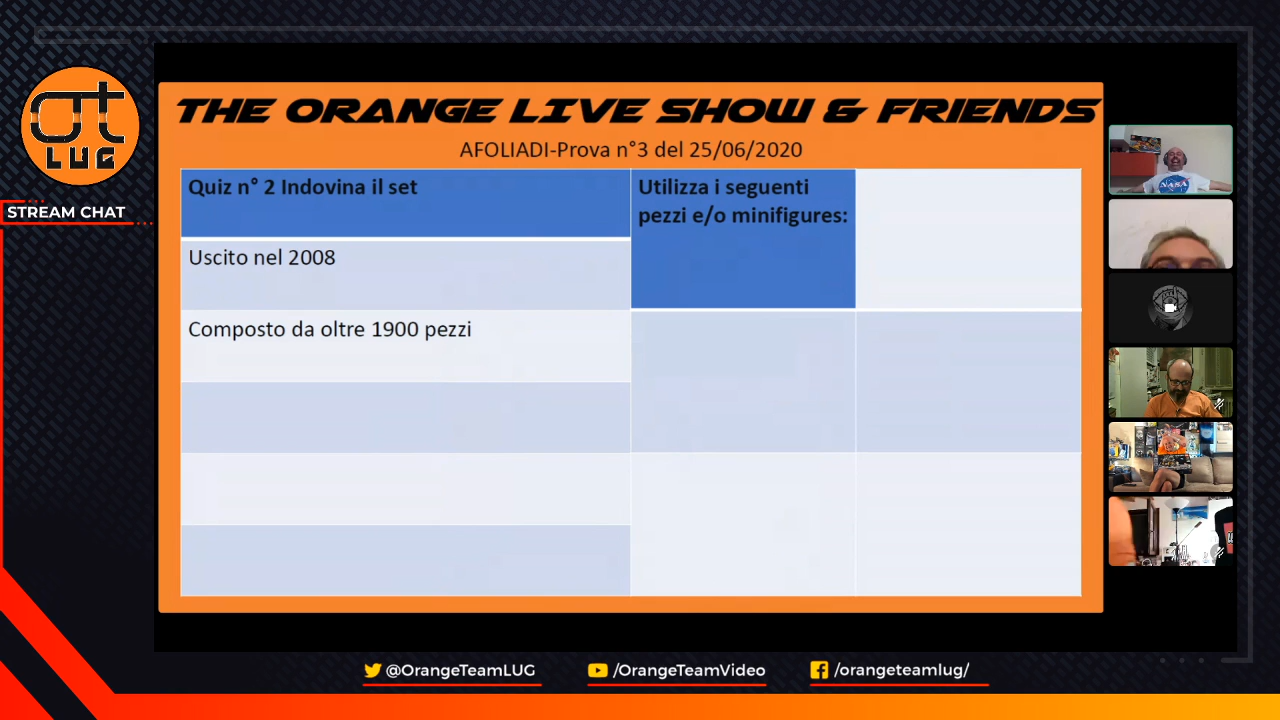 THE ORANGE LIVE SHOW & FRIENDS
AFOLIADI-Prova n°3 del 25/06/2020
Quiz n° 2 Indovina il set
Utilizza i seguenti
pezzi e/o minifigures:
Uscito nel 2008
Composto da oltre 1900 pezzi
ot
LUG
STREAM CHAT
NASA
@OrangeTeamLUG
/OrangeTeamVideo
/orangeteamlug/